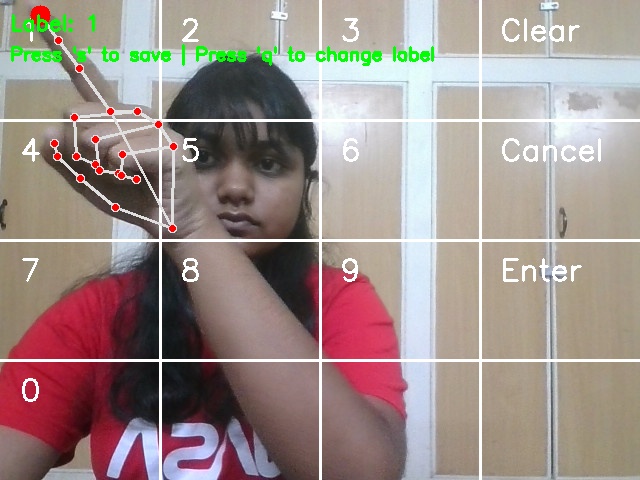 Label: 1
1 2 3 Clear
Press 's' to save | Press 'q' to change label
4 5 6 Cancel
7 8 9 Enter
0